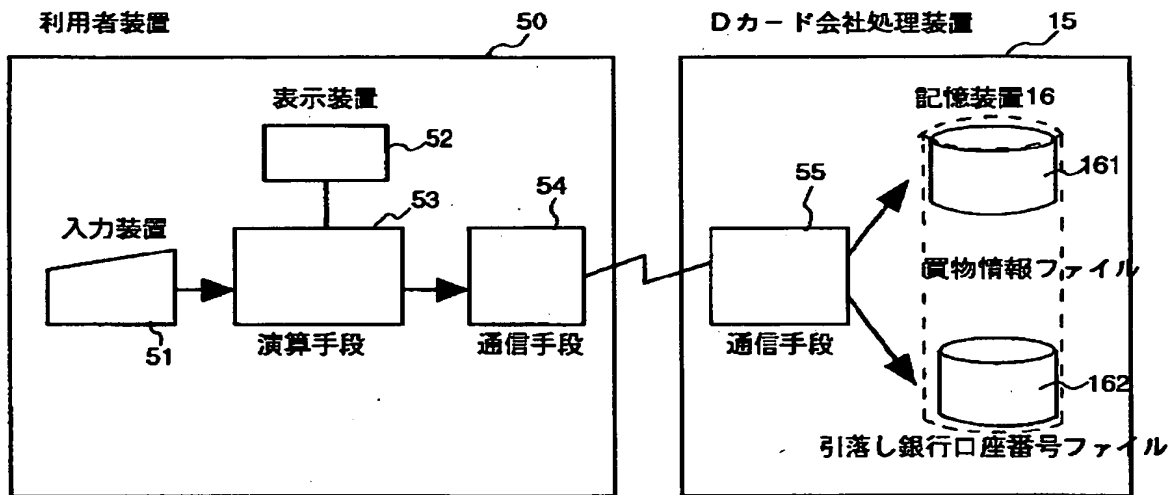 利用者装置
50
Dカード会社処理装置
15
表示装置
52
記憶装置16
161
53
54
55
入力装置
買物情報ファイル
51
演算手段
通信手段
通信手段
162
引落し銀行口座番号ファイル